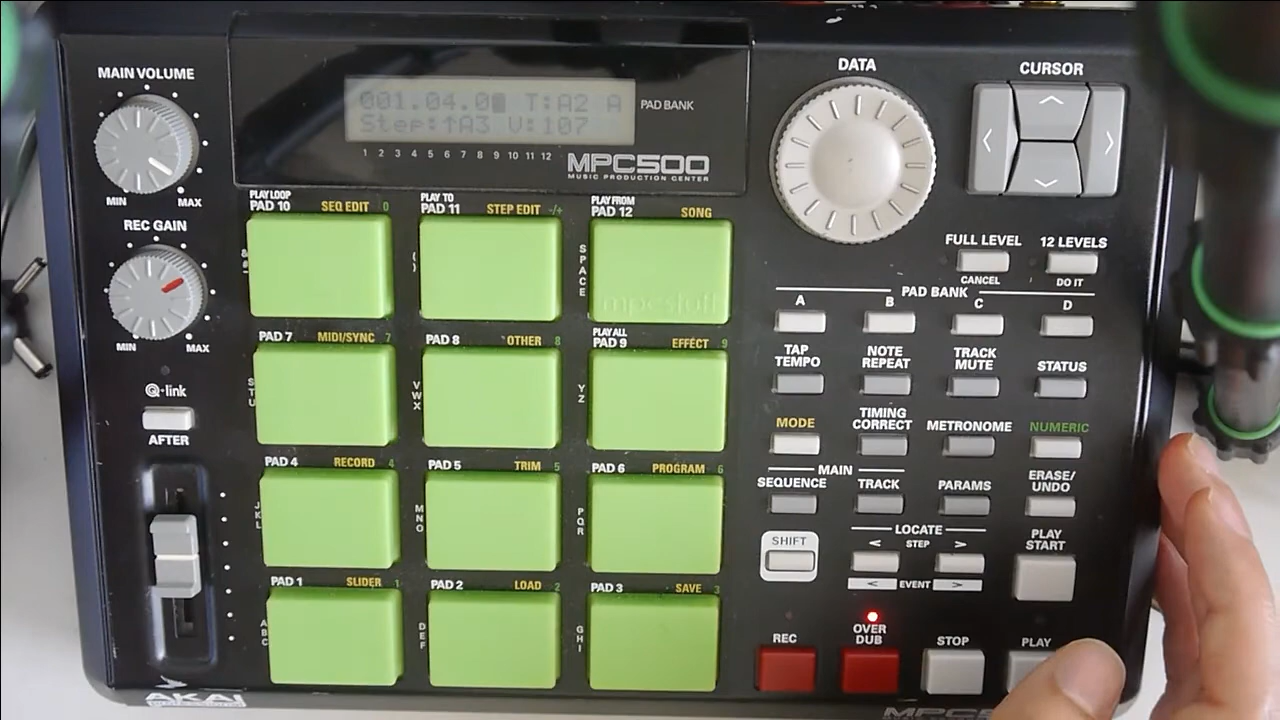 MAIN VOLUME
MIN MAX
REC GAIN
MIN MAX
Q-link
AFTER
001.04.0 T:A2 A
Step:↑A3 V:107
PAD BANK
1 2 3 4 5 6 7 8 9 10 11 12
MPC500
MUSIC PRODUCTION CENTER
PLAY LOOP
PAD 10 SEQ EDIT 0
PLAY TO
PAD 11 STEP EDIT -/+
PLAY FROM
PAD 12 SONG
( )
SPACE
mpcstuff
PAD 7 MIDI/SYNC 7
PAD 8 OTHER 8
PLAY ALL
PAD 9 EFFECT 9
STU
VWX
YZ
PAD 4 RECORD 4
PAD 5 TRIM 5
PAD 6 PROGRAM 6
JKL
MNO
PQR
PAD 1 SLIDER 1
PAD 2 LOAD 2
PAD 3 SAVE 3
ABC
DEF
GHI
AKAI
DATA
CURSOR
FULL LEVEL 12 LEVELS
CANCEL DO IT
PAD BANK
A B C D
TAP TEMPO
NOTE REPEAT
TRACK MUTE
STATUS
MODE
TIMING CORRECT
METRONOME
NUMERIC
MAIN
SEQUENCE TRACK PARAMS
ERASE/
UNDO
LOCATE
< STEP >
< EVENT >
SHIFT
PLAY
START
REC
OVER
DUB
STOP
PLAY